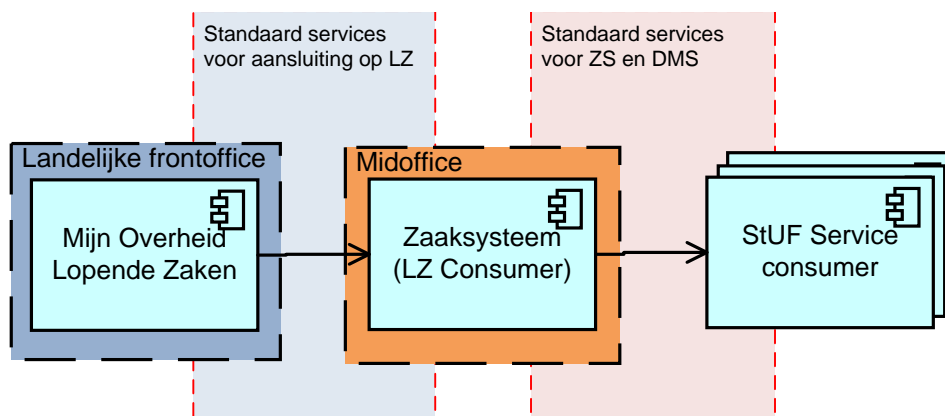 Standaard services
voor aansluiting op LZ
Standaard services
voor ZS en DMS
Landelijke frontoffice
Mijn Overheid
Lopende Zaken
Midoffice
Zaaksysteem
(LZ Consumer)
StUF Service
consumer